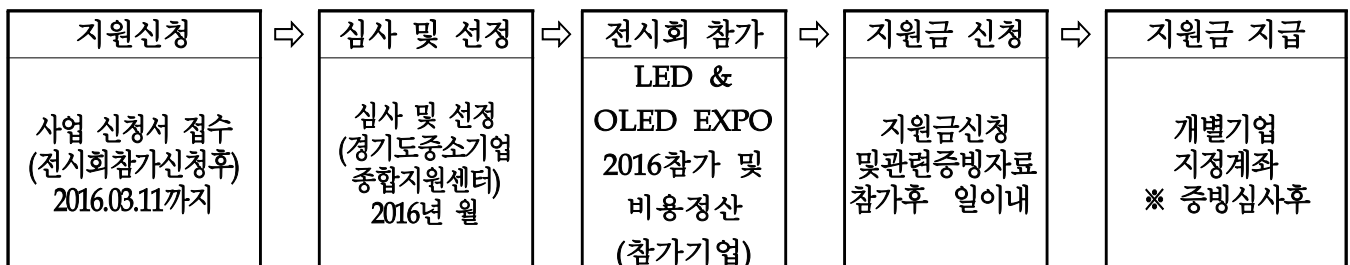 지원신청 ⇨ 심사 및 선정 ⇨ 전시회 참가 ⇨ 지원금 신청 ⇨ 지원금 지급
사업 신청서 접수
(전시회참가신청후)
2016.03.11까지
심사 및 선정
(경기도중소기업
종합지원센터)
2016년 월
LED &
OLED EXPO
2016참가 및
비용정산
(참가기업)
지원금신청
및관련증빙자료
참가후 일이내
개별기업
지정계좌
※ 증빙심사후